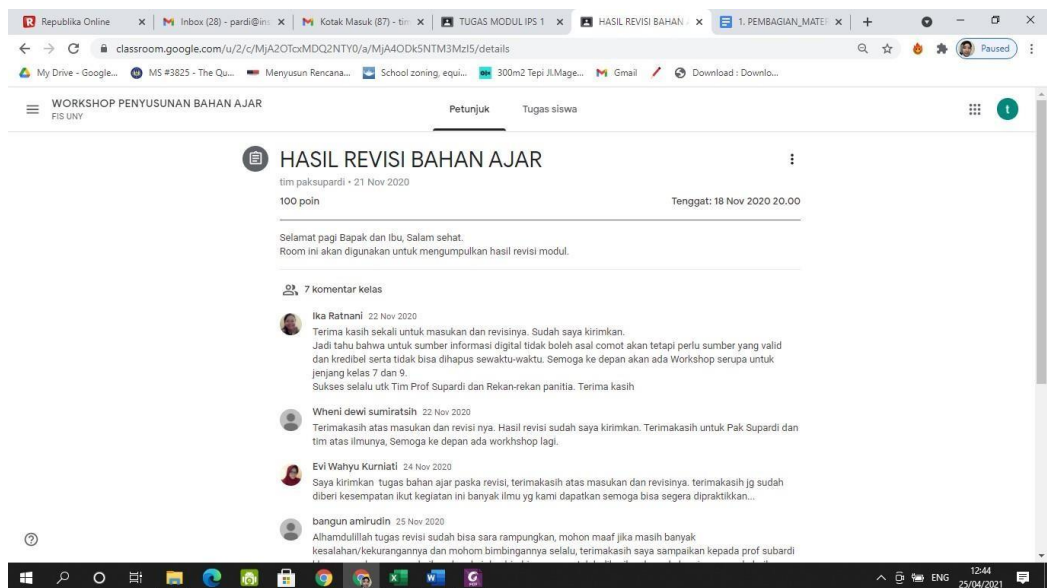 Republika Online
Inbox (28) - pardi@ins
Kotak Masuk (87) - tim
TUGAS MODUL IPS 1
HASIL REVISI BAHAN A
1. PEMBAGIAN_MATER
classroom.google.com/u/2/c/MjA2OTcxMDQ2NTY0/a/MjA4ODk5NTM3MzI5/details
Paused
My Drive - Google...
MS #3825 - The Qu...
Menyusun Rencana...
School zoning, equi...
300m2 Tepi Jl.Mage...
Gmail
Download : Downlo...
WORKSHOP PENYUSUNAN BAHAN AJAR
FIS UNY
Petunjuk
Tugas siswa
t
HASIL REVISI BAHAN AJAR
tim paksupardi • 21 Nov 2020
100 poin
Tenggat: 18 Nov 2020 20.00
Selamat pagi Bapak dan Ibu, Salam sehat.
Room ini akan digunakan untuk mengumpulkan hasil revisi modul.
7 komentar kelas
Ika Ratnani 22 Nov 2020
Terima kasih sekali untuk masukan dan revisinya. Sudah saya kirimkan.
Jadi tahu bahwa untuk sumber informasi digital tidak boleh asal comot akan tetapi perlu sumber yang valid
dan kredibel serta tidak bisa dihapus sewaktu-waktu. Semoga ke depan akan ada Workshop serupa untuk
jenjang kelas 7 dan 9.
Sukses selalu utk Tim Prof Supardi dan Rekan-rekan panitia. Terima kasih
Wheni dewi sumiratsih 22 Nov 2020
Terimakasih atas masukan dan revisi nya. Hasil revisi sudah saya kirimkan. Terimakasih untuk Pak Supardi dan
tim atas ilmunya, Semoga ke depan ada workhshop lagi.
Evi Wahyu Kurniati 24 Nov 2020
Saya kirimkan tugas bahan ajar paska revisi, terimakasih atas masukan dan revisinya. terimakasih jg sudah
diberi kesempatan ikut kegiatan ini banyak ilmu yg kami dapatkan semoga bisa segera dipraktikkan...
bangun amirudin 25 Nov 2020
Alhamdulillah tugas revisi sudah bisa sara rampungkan, mohon maaf jika masih banyak
kesalahan/kekurangannya dan mohom bimbingannya selalu, terimakasih saya sampaikan kepada prof subardi
ENG
12:44
25/04/2021